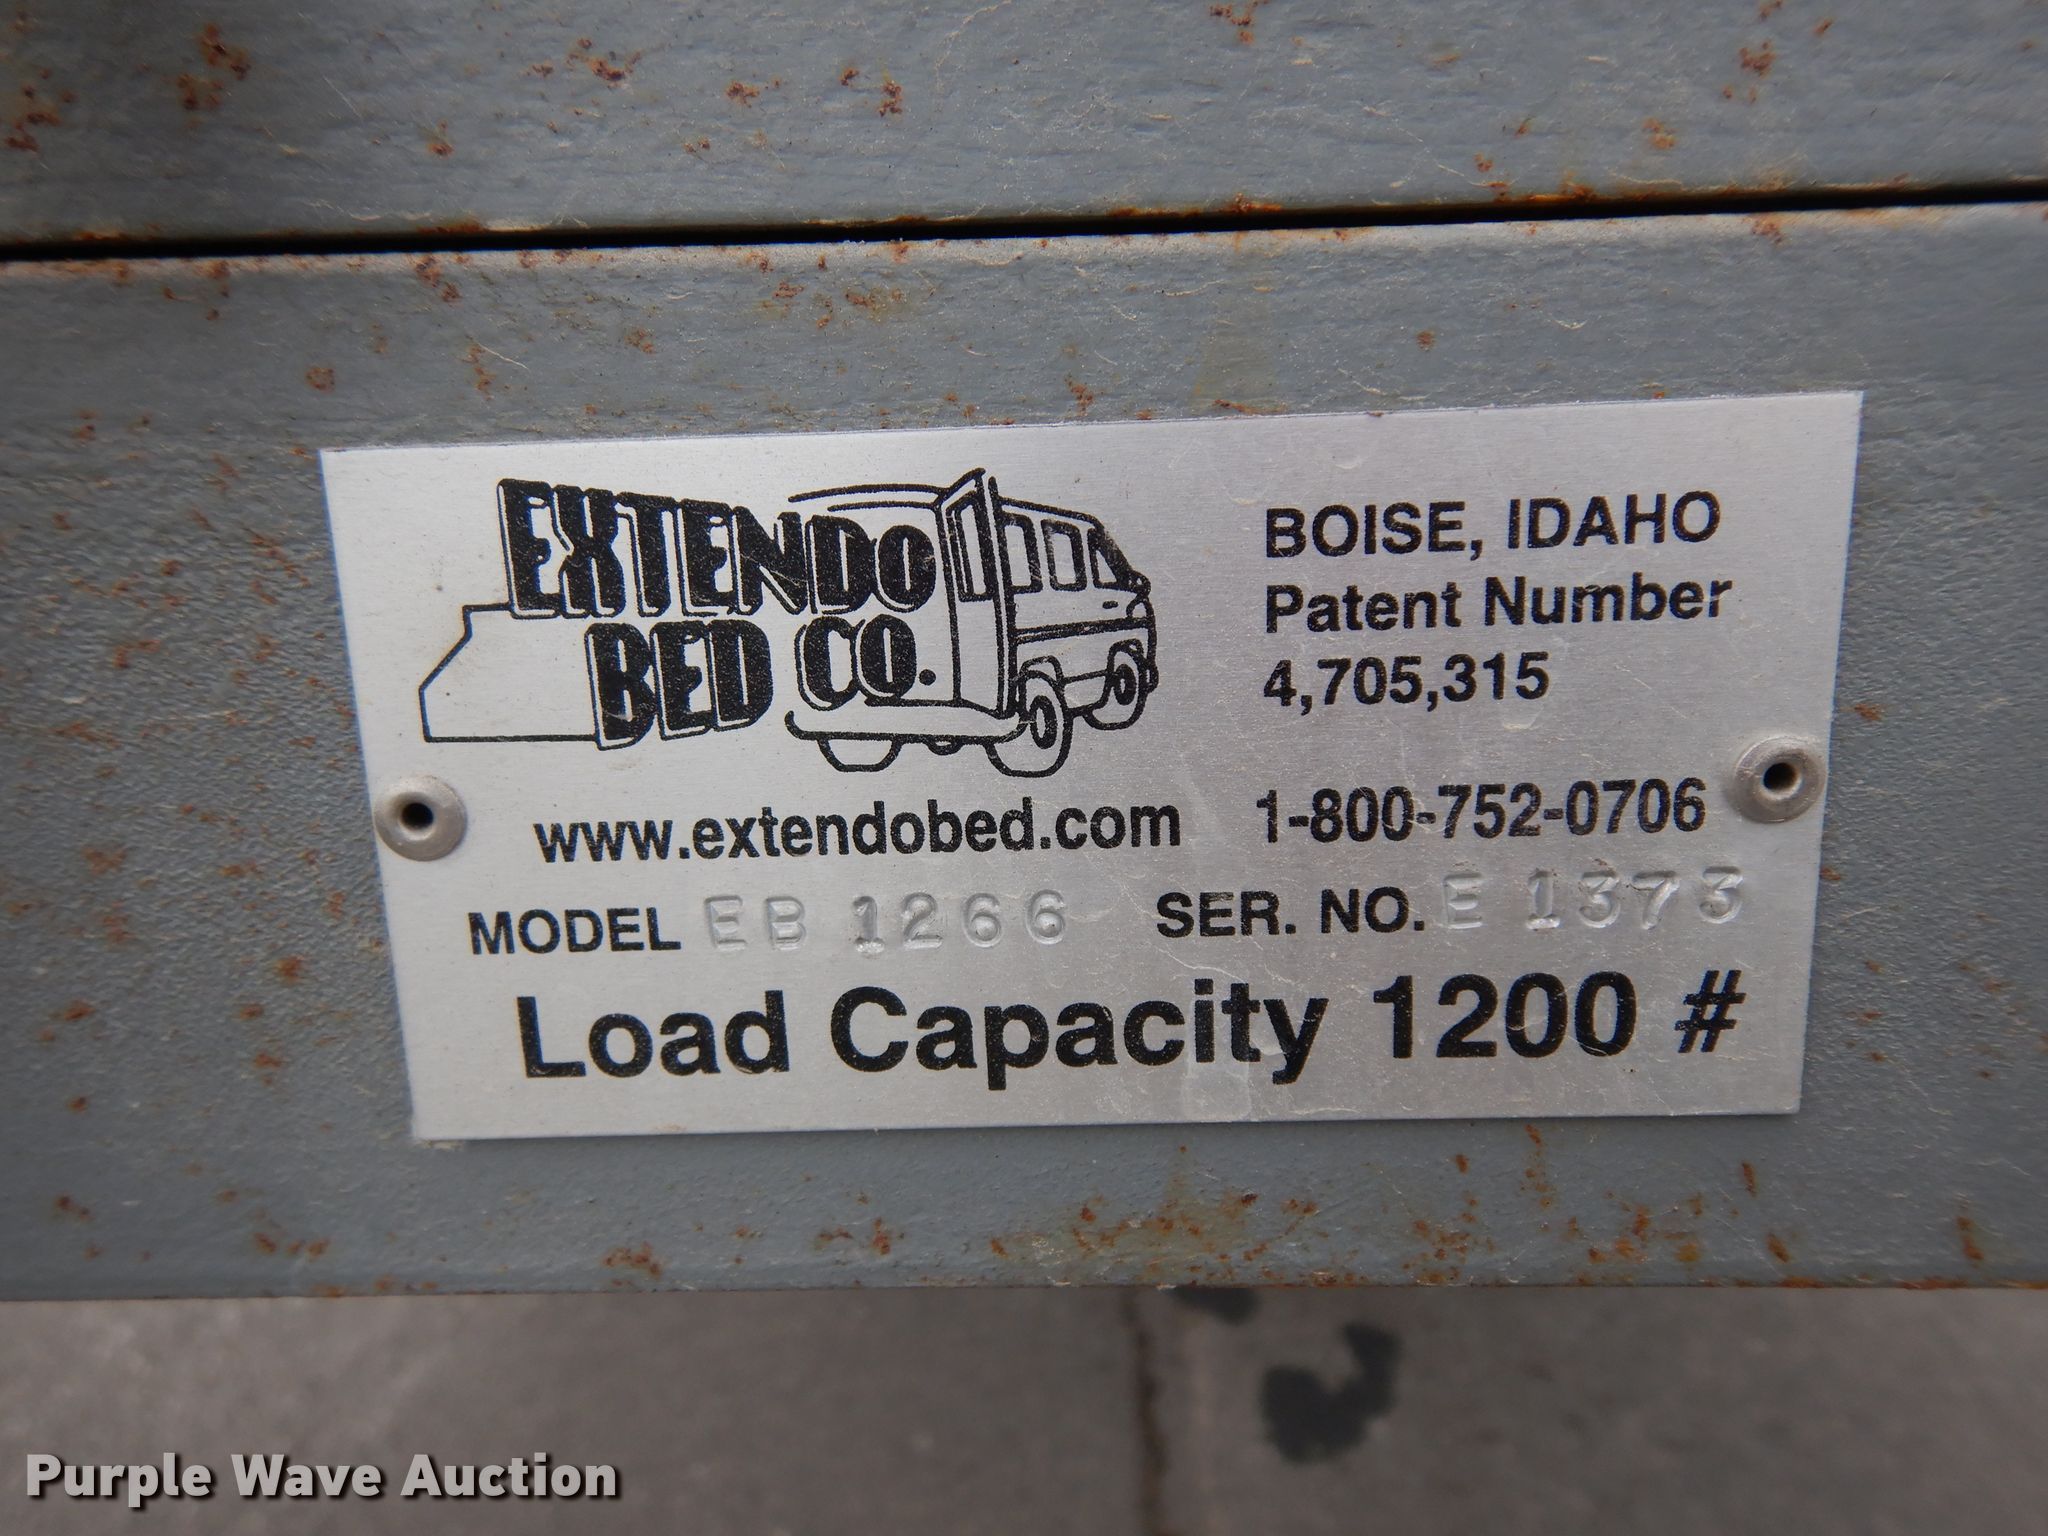 EXTENDO
BED CO.
BOISE, IDAHO
Patent Number
4,705,315
www.extendobed.com 1-800-752-0706
MODEL EB 1266 SER. NO. E 1373
Load Capacity 1200 #
Purple Wave Auction